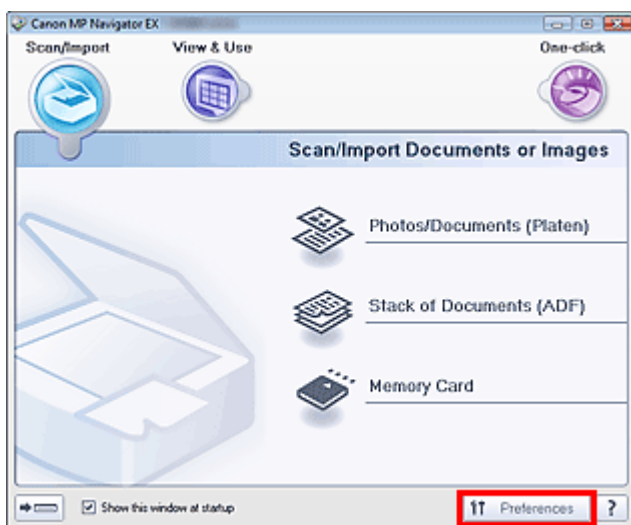 Canon MP Navigator EX
Scan/Import View & Use One-click
Scan/Import Documents or Images
Photos/Documents (Platen)
Stack of Documents (ADF)
Memory Card
Show this window at startup Preferences ?